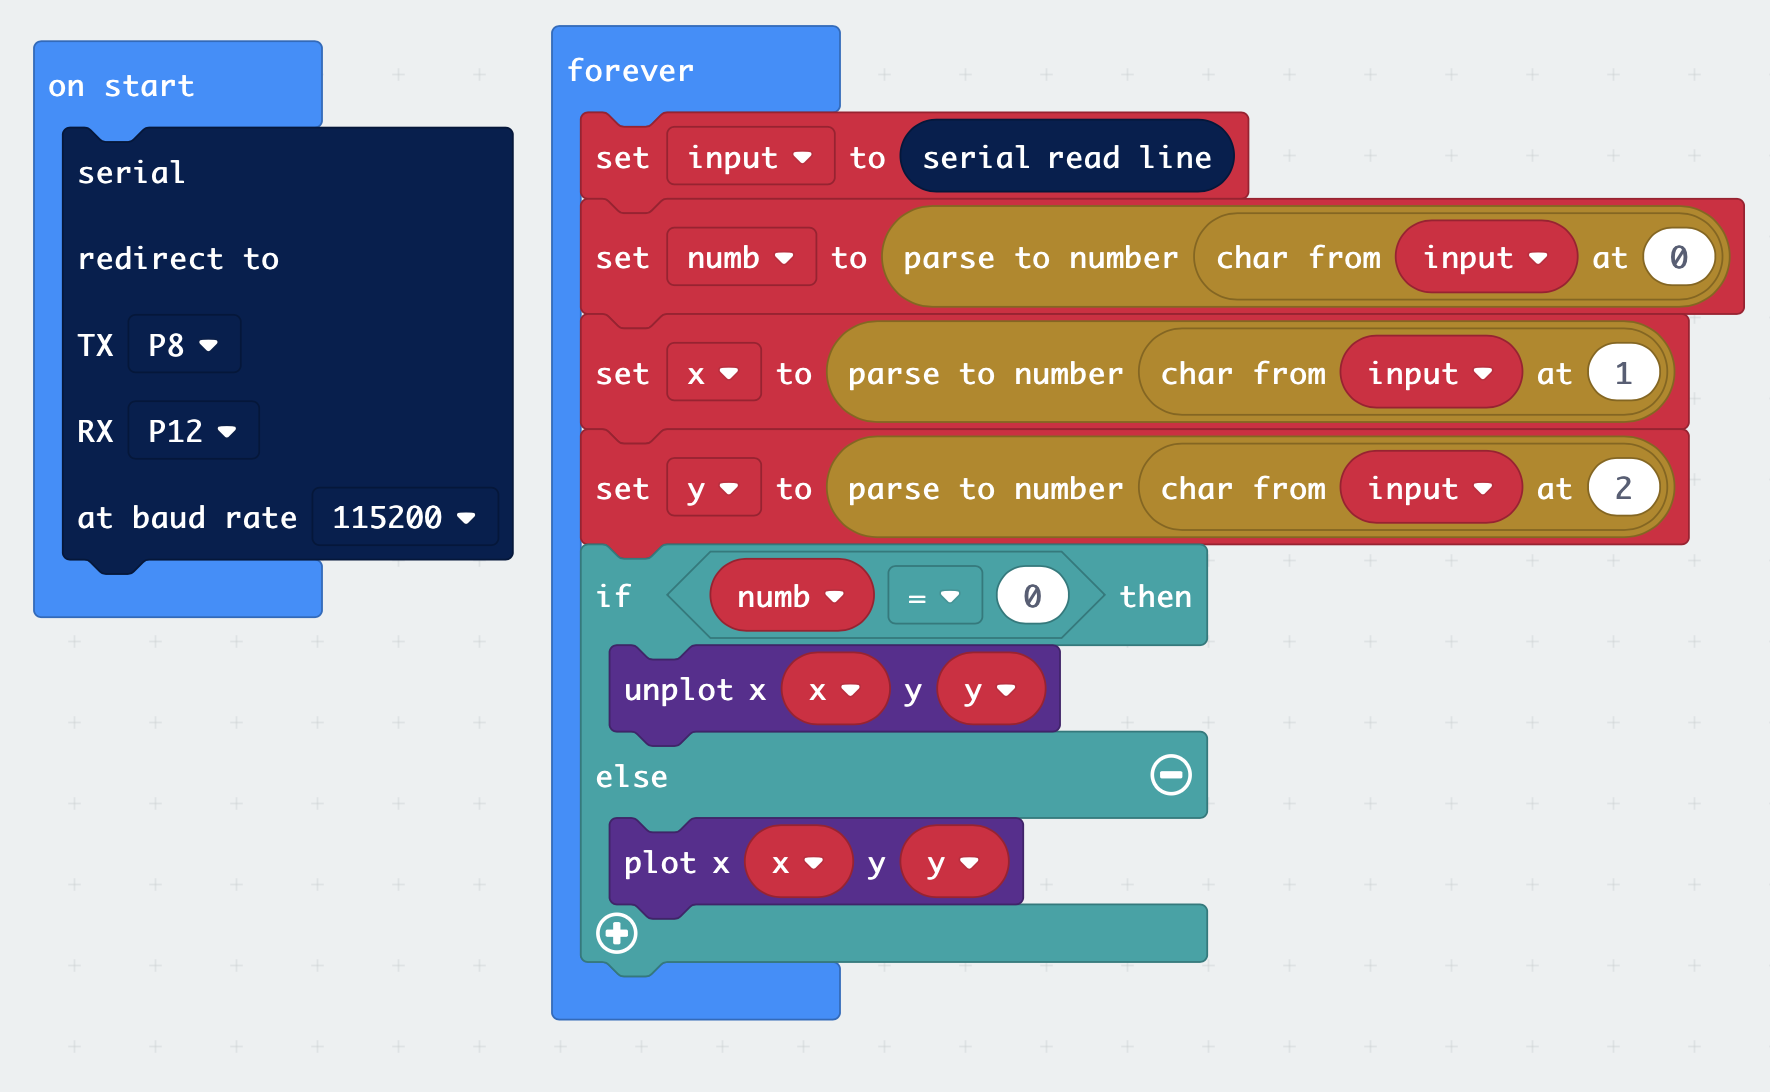 on start
serial
redirect to
TX P8
RX P12
at baud rate 115200
forever
set input to serial read line
set numb to parse to number char from input at 0
set x to parse to number char from input at 1
set y to parse to number char from input at 2
if numb = 0 then
unplot x x y y
else
plot x x y y